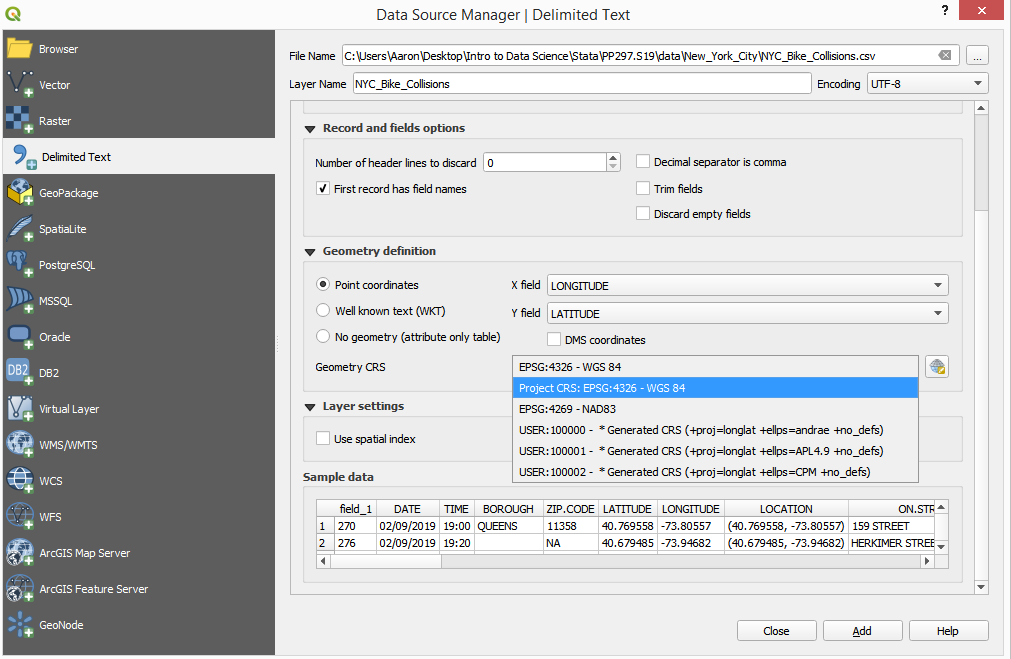 Data Source Manager | Delimited Text
?
Browser
Vector
Raster
Delimited Text
GeoPackage
SpatiaLite
PostgreSQL
MSSQL
Oracle
DB2
DB2
Virtual Layer
WMS/WMTS
WCS
WFS
ArcGIS Map Server
ArcGIS Feature Server
GeoNode
File Name C:\Users\Aaron\Desktop\Intro to Data Science\Stata\PP297.S19\data\New_York_City\NYC_Bike_Collisions.csv ...
Layer Name NYC_Bike_Collisions Encoding UTF-8
Record and fields options
Number of header lines to discard 0 Decimal separator is comma
First record has field names Trim fields
Discard empty fields
Geometry definition
Point coordinates X field LONGITUDE
Well known text (WKT) Y field LATITUDE
No geometry (attribute only table) DMS coordinates
Geometry CRS EPSG:4326 - WGS 84
Project CRS: EPSG:4326 - WGS 84
Layer settings EPSG:4269 - NAD83
USER:100000 - * Generated CRS (+proj=longlat +ellps=andrae +no_defs)
Use spatial index USER:100001 - * Generated CRS (+proj=longlat +ellps=APL4.9 +no_defs)
USER:100002 - * Generated CRS (+proj=longlat +ellps=CPM +no_defs)
Sample data
field_1 DATE TIME BOROUGH ZIP.CODE LATITUDE LONGITUDE LOCATION ON.STR
1 270 02/09/2019 19:00 QUEENS 11358 40.769558 -73.80557 (40.769558, -73.80557) 159 STREET
2 276 02/09/2019 19:20 NA 40.679485 -73.94682 (40.679485, -73.94682) HERKIMER STREE
Close Add Help